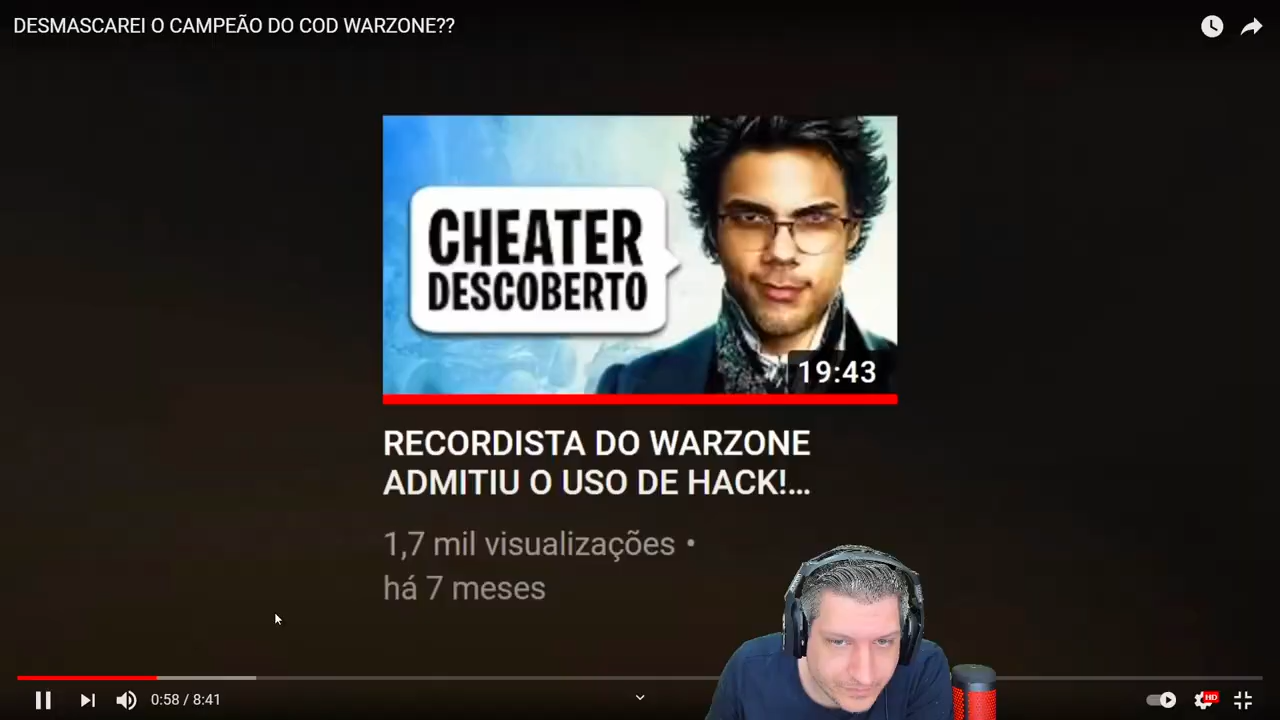 DESMASCAREI O CAMPEÃO DO COD WARZONE??
CHEATER
DESCOBERTO
19:43
RECORDISTA DO WARZONE
ADMITIU O USO DE HACK!...
1,7 mil visualizações •
há 7 meses
0:58 / 8:41
HD